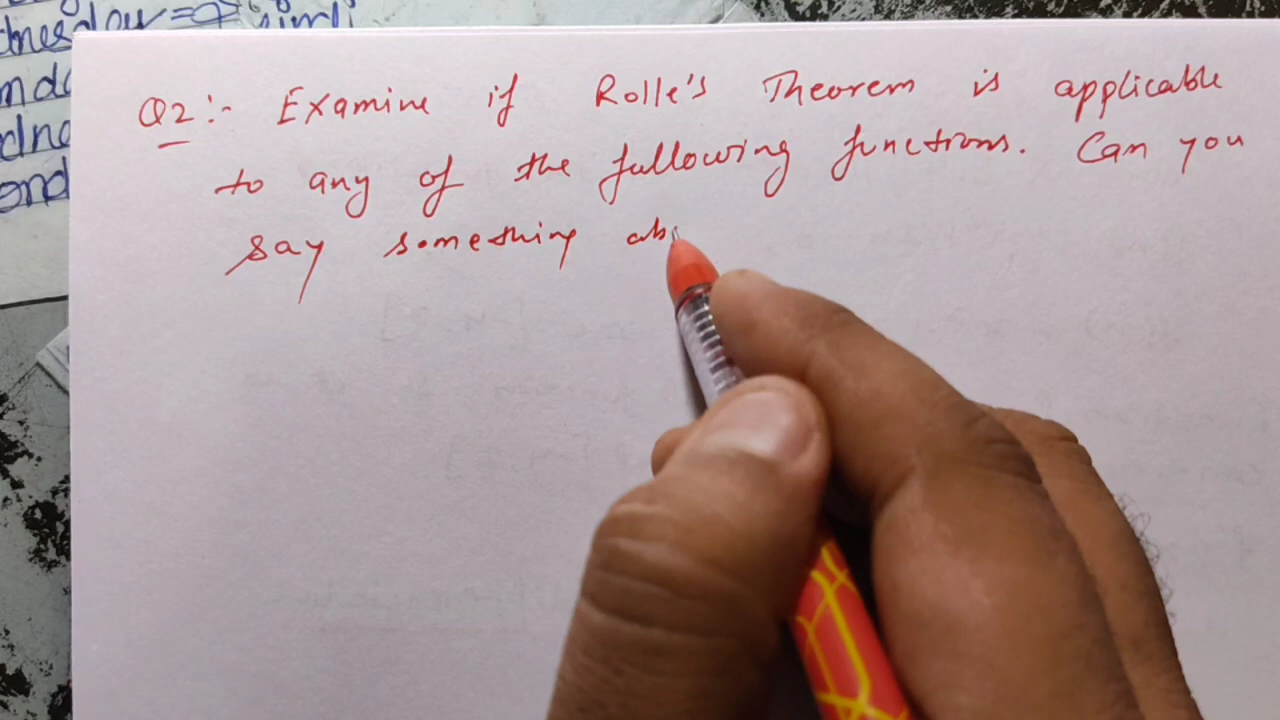 Q2:- Examine if Rolle's Theorem is applicable
to any of the following functions. Can you
say something ab